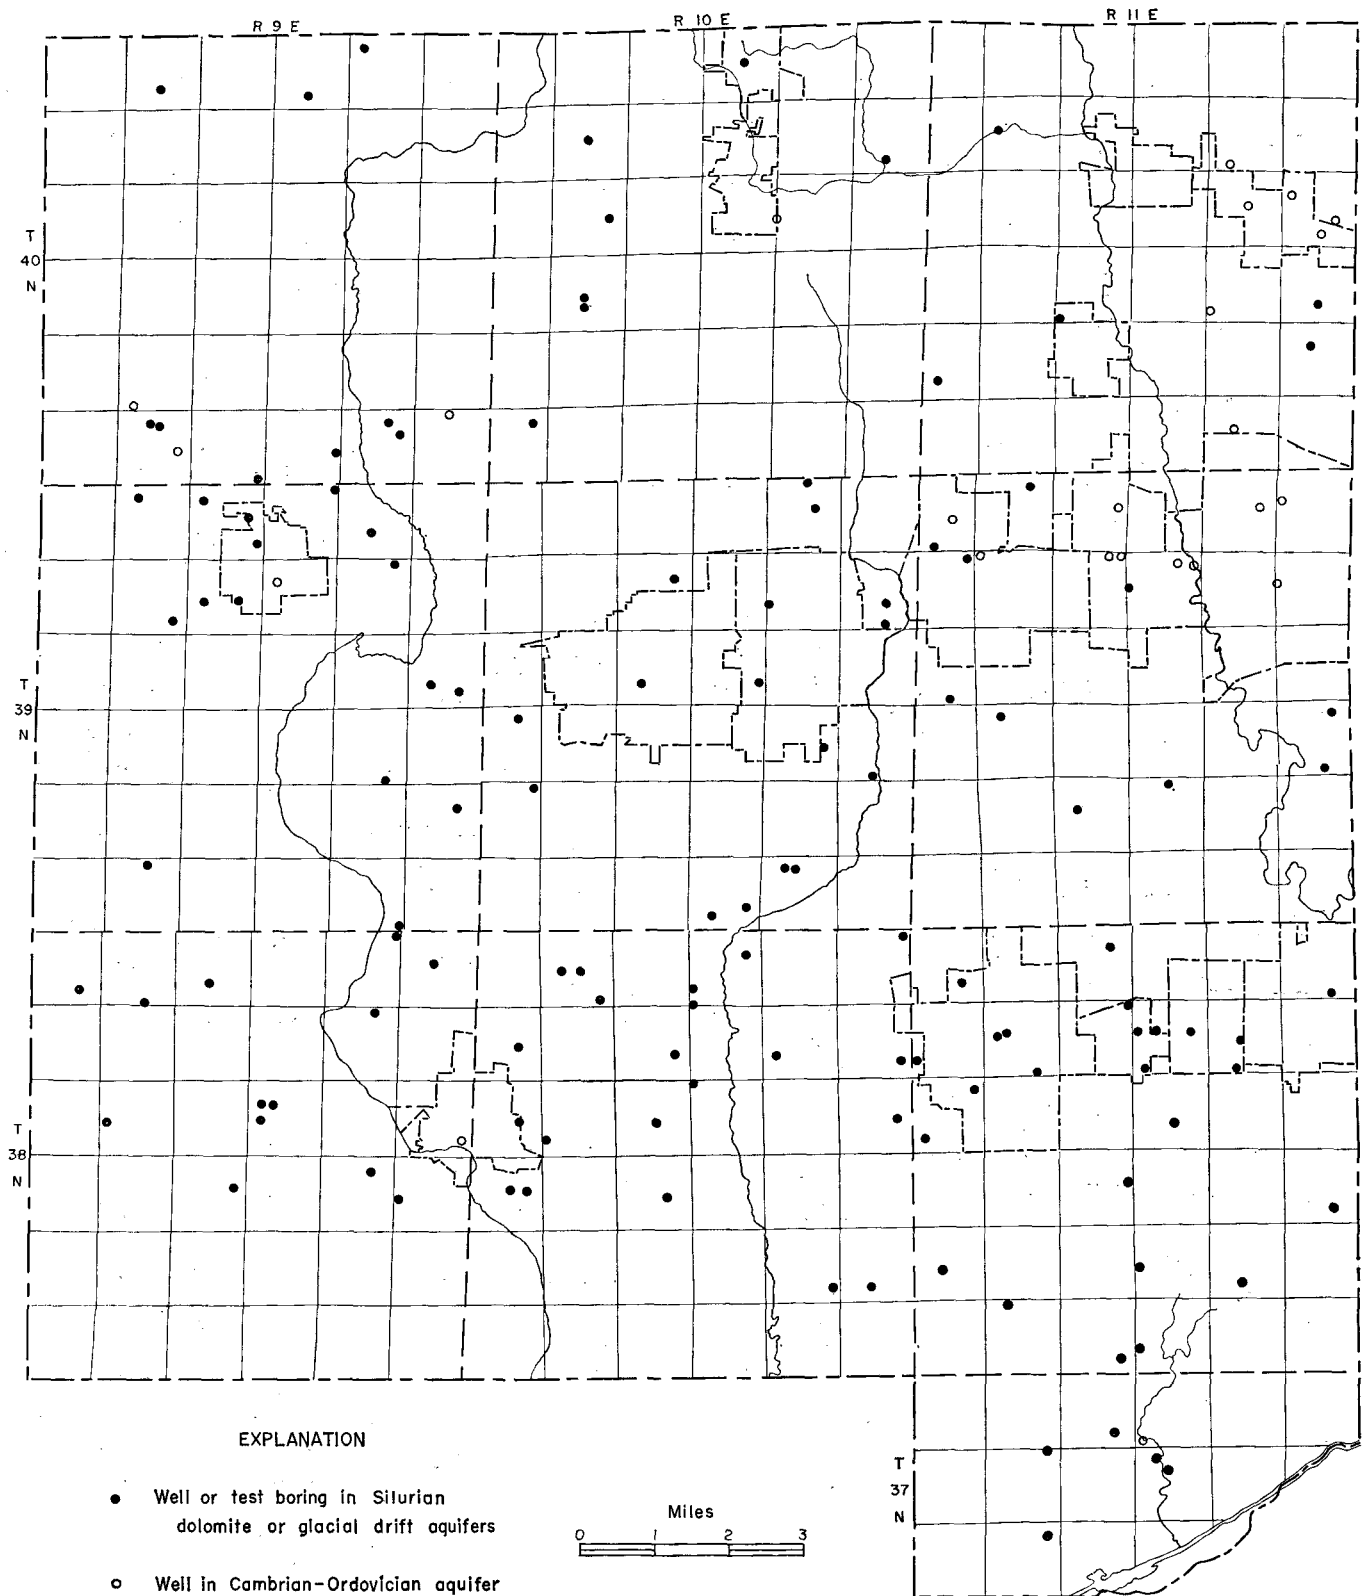 R 9 E
R 10 E
R 11 E
T
40
N
T
39
N
T
38
N
T
37
N
EXPLANATION
Well or test boring in Silurian
dolomite or glacial drift aquifers
Well in Cambrian-Ordovician aquifer
Miles
0 1 2 3